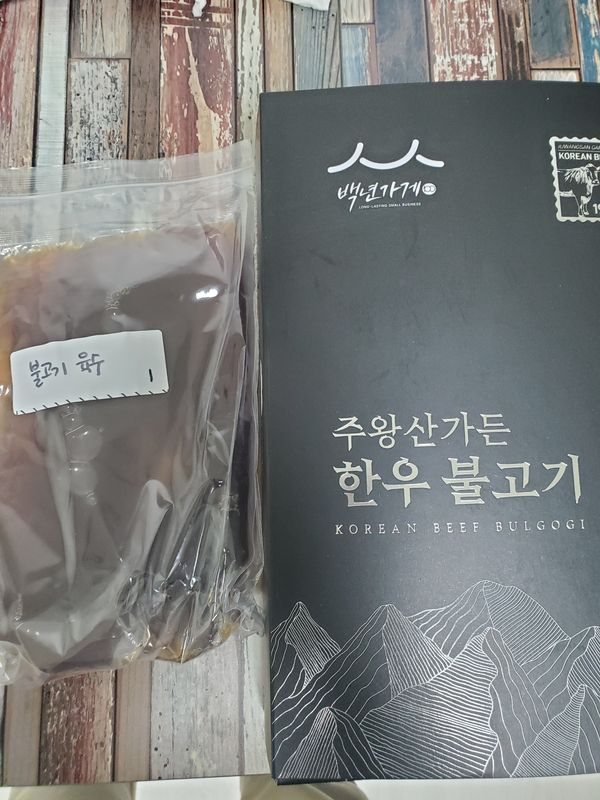 백년가게
LONG-LASTING SMALL BUSINESS
KOREAN B
불고기 육수
주왕산가든
한우 불고기
KOREAN BEEF BULGOGI